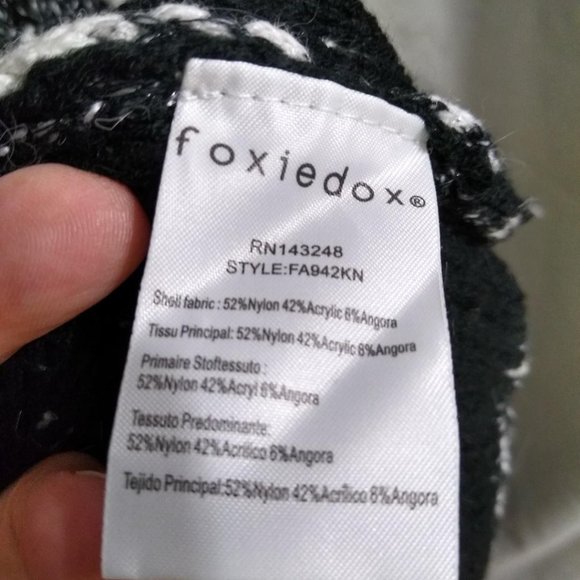 foxiedox®
RN143248
STYLE:FA942KN
Shell fabric : 52%Nylon 42%Acrylic 6%Angora
Tissu Principal: 52%Nylon 42%Acrylic 6%Angora
Primaire Stoftessuto :
52%Nylon 42%Acryl 6%Angora
Tessuto Predominante:
52%Nylon 42%Acrilico 6%Angora
Tejido Principal:52%Nylon 42%Acrílico 6%Angora